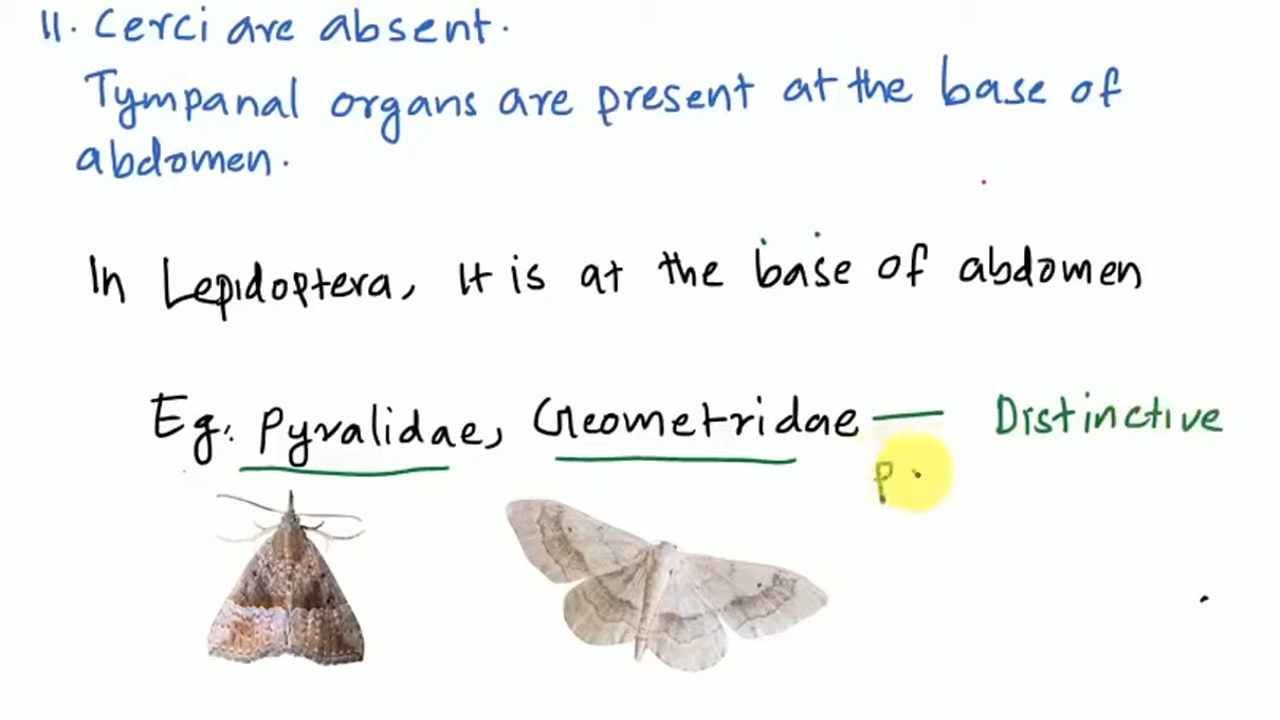 11. Cerci are absent.
Tympanal organs are present at the base of
abdomen.
In Lepidoptera, It is at the base of abdomen
Eg: Pyralidae, Geometridae — Distinctive
P